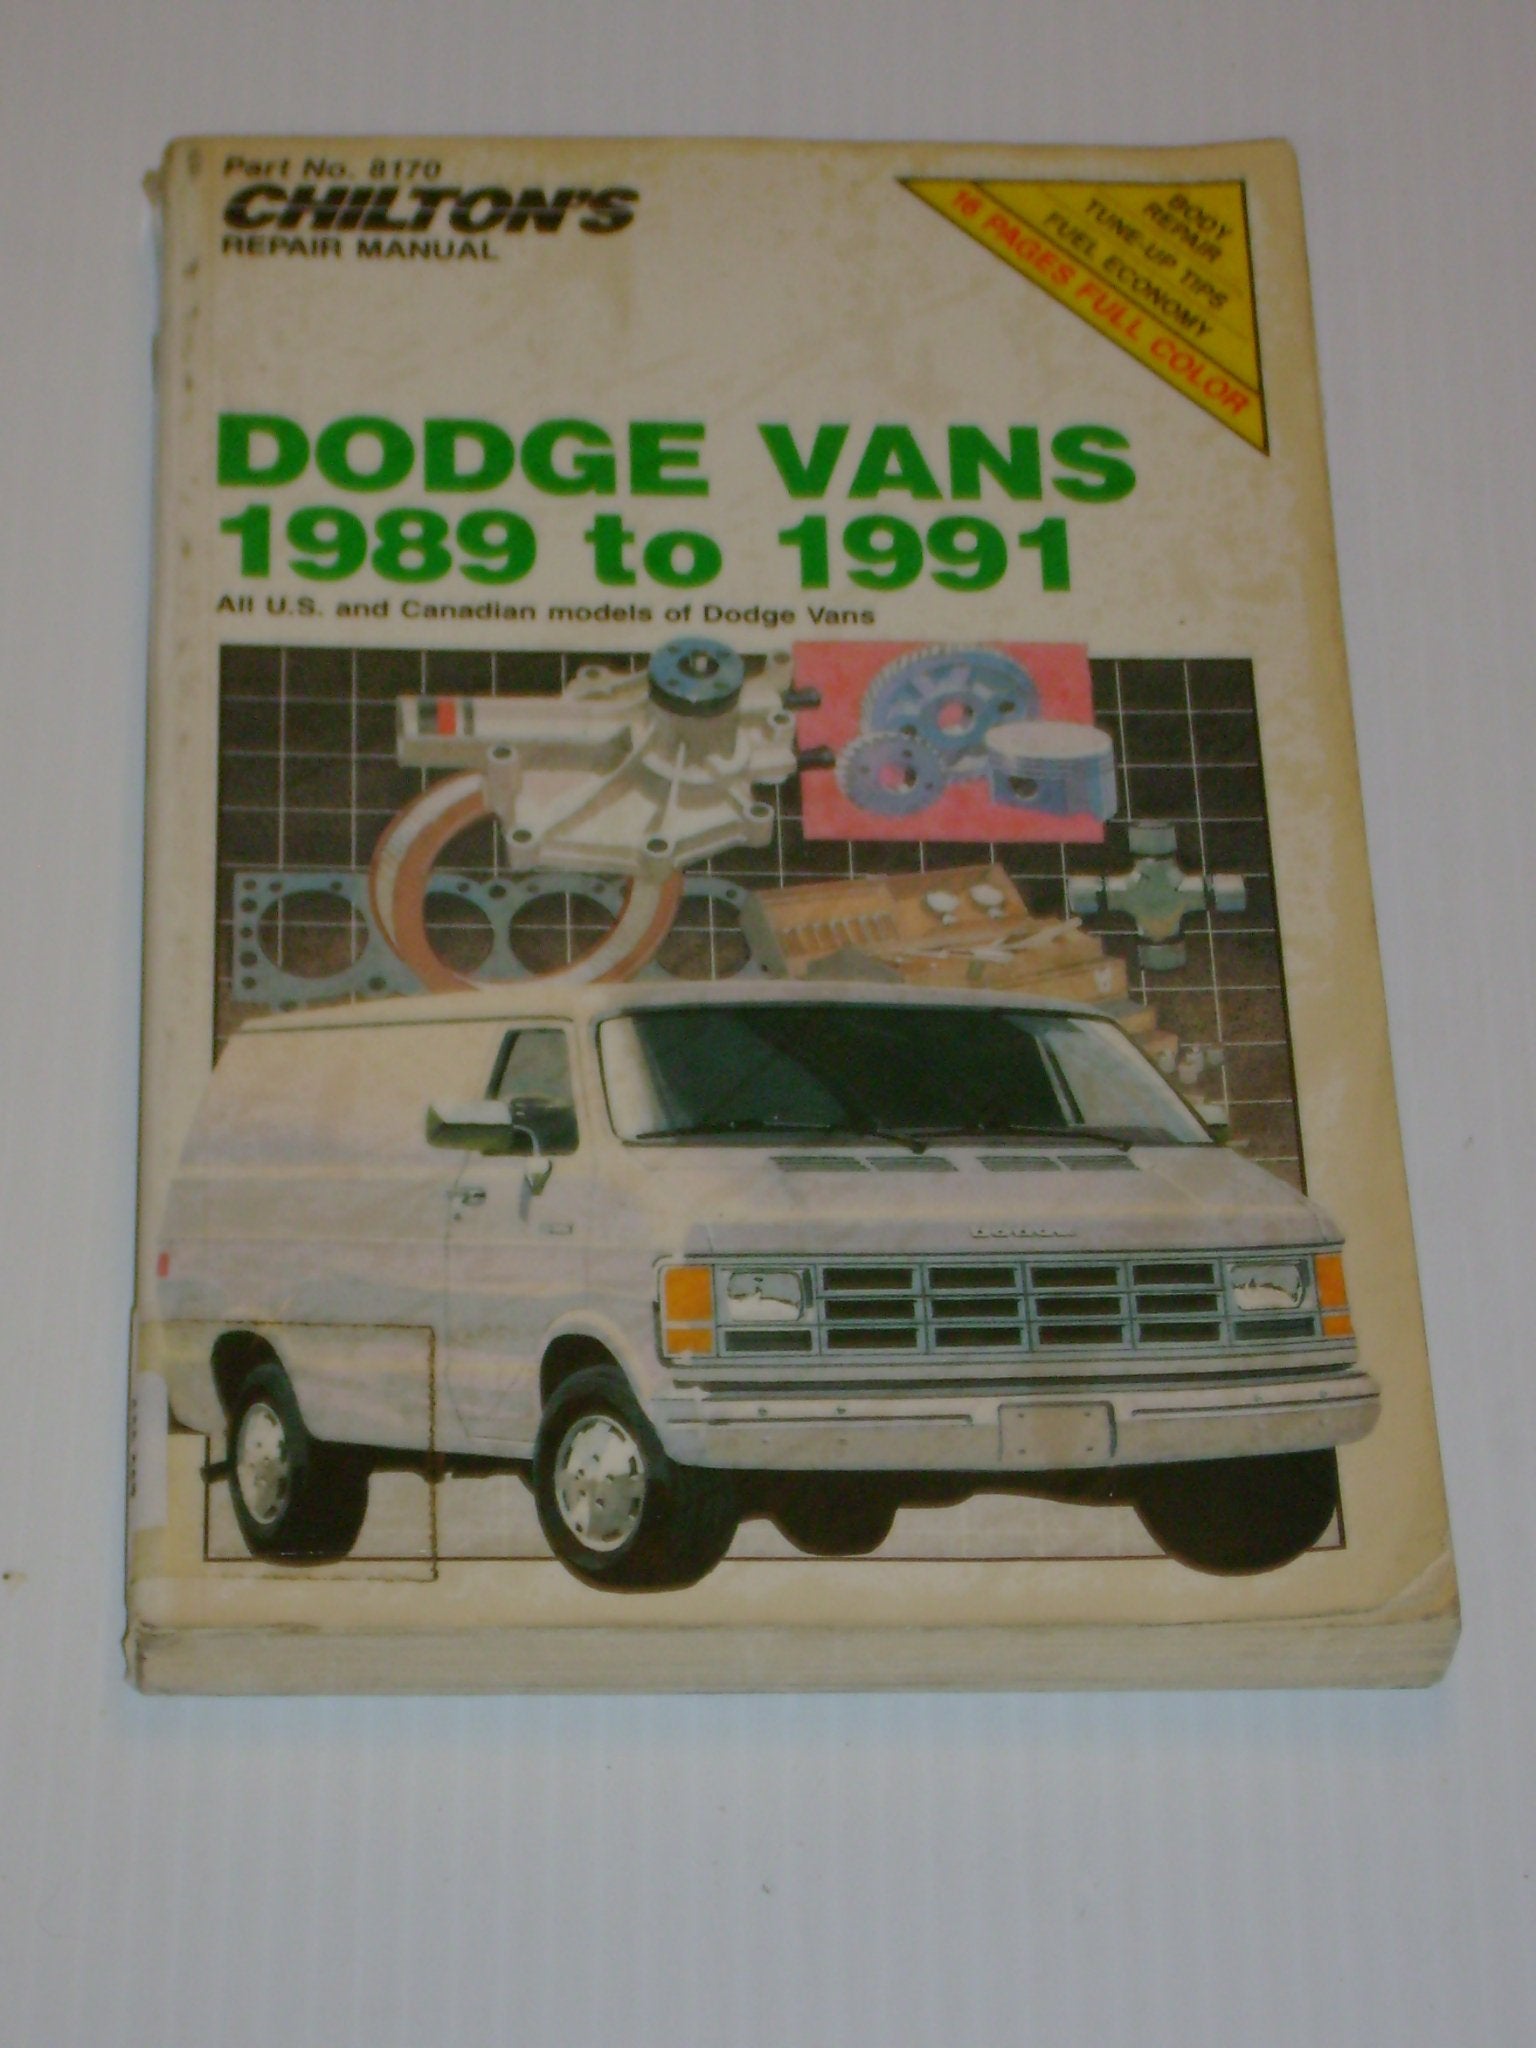 Part No. 8170
CHILTON'S
REPAIR MANUAL
BODY
REPAIR
TUNE-UP TIPS
FUEL ECONOMY
16 PAGES FULL COLOR
DODGE VANS
1989 to 1991
All U.S. and Canadian models of Dodge Vans
DODGE